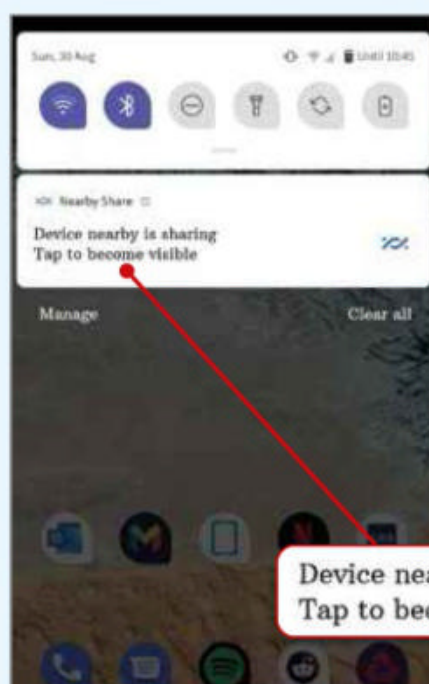 Sun, 30 Aug
Until 10:45
Nearby Share
Device nearby is sharing
Tap to become visible
Manage
Clear all
Device nea
Tap to bec